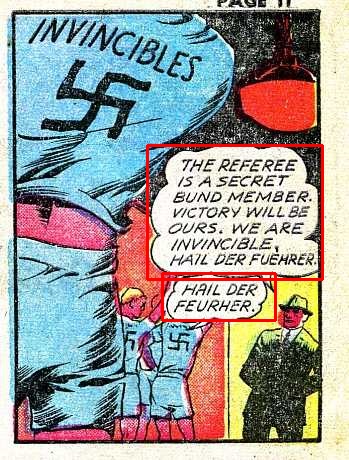 PAGE 11
INVINCIBLES
THE REFEREE
IS A SECRET
BUND MEMBER.
VICTORY WILL BE
OURS. WE ARE
INVINCIBLE,
HAIL DER FUEHRER.
HAIL DER
FEURHER.